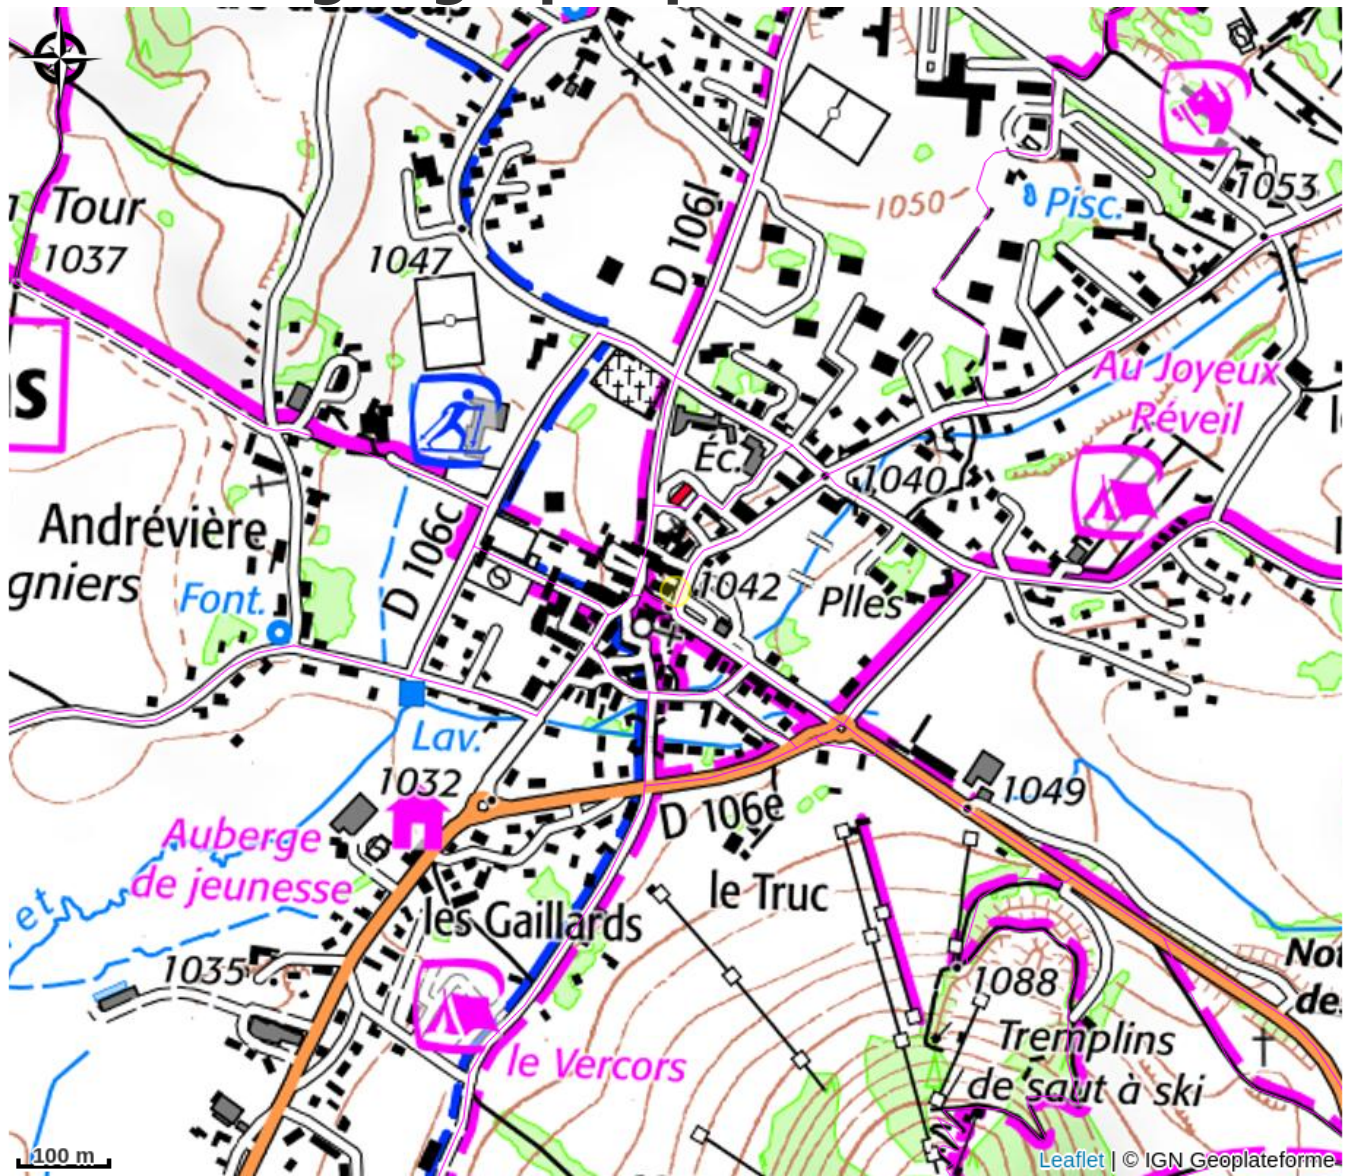 de dessous
Tour
1037
1047
D 106l
1050
Pisc.
1053
Au Joyeux
Réveil
Éc.
1040
Andrévière
gniers
D 106c
Font.
1042
Plles
Lav.
1032
1049
D 106e
Auberge
de jeunesse
le Truc
les Gaillards
1035
1088
Tremplins
de saut à ski
le Vercors
100 m
Leaflet | © IGN Geoplateforme